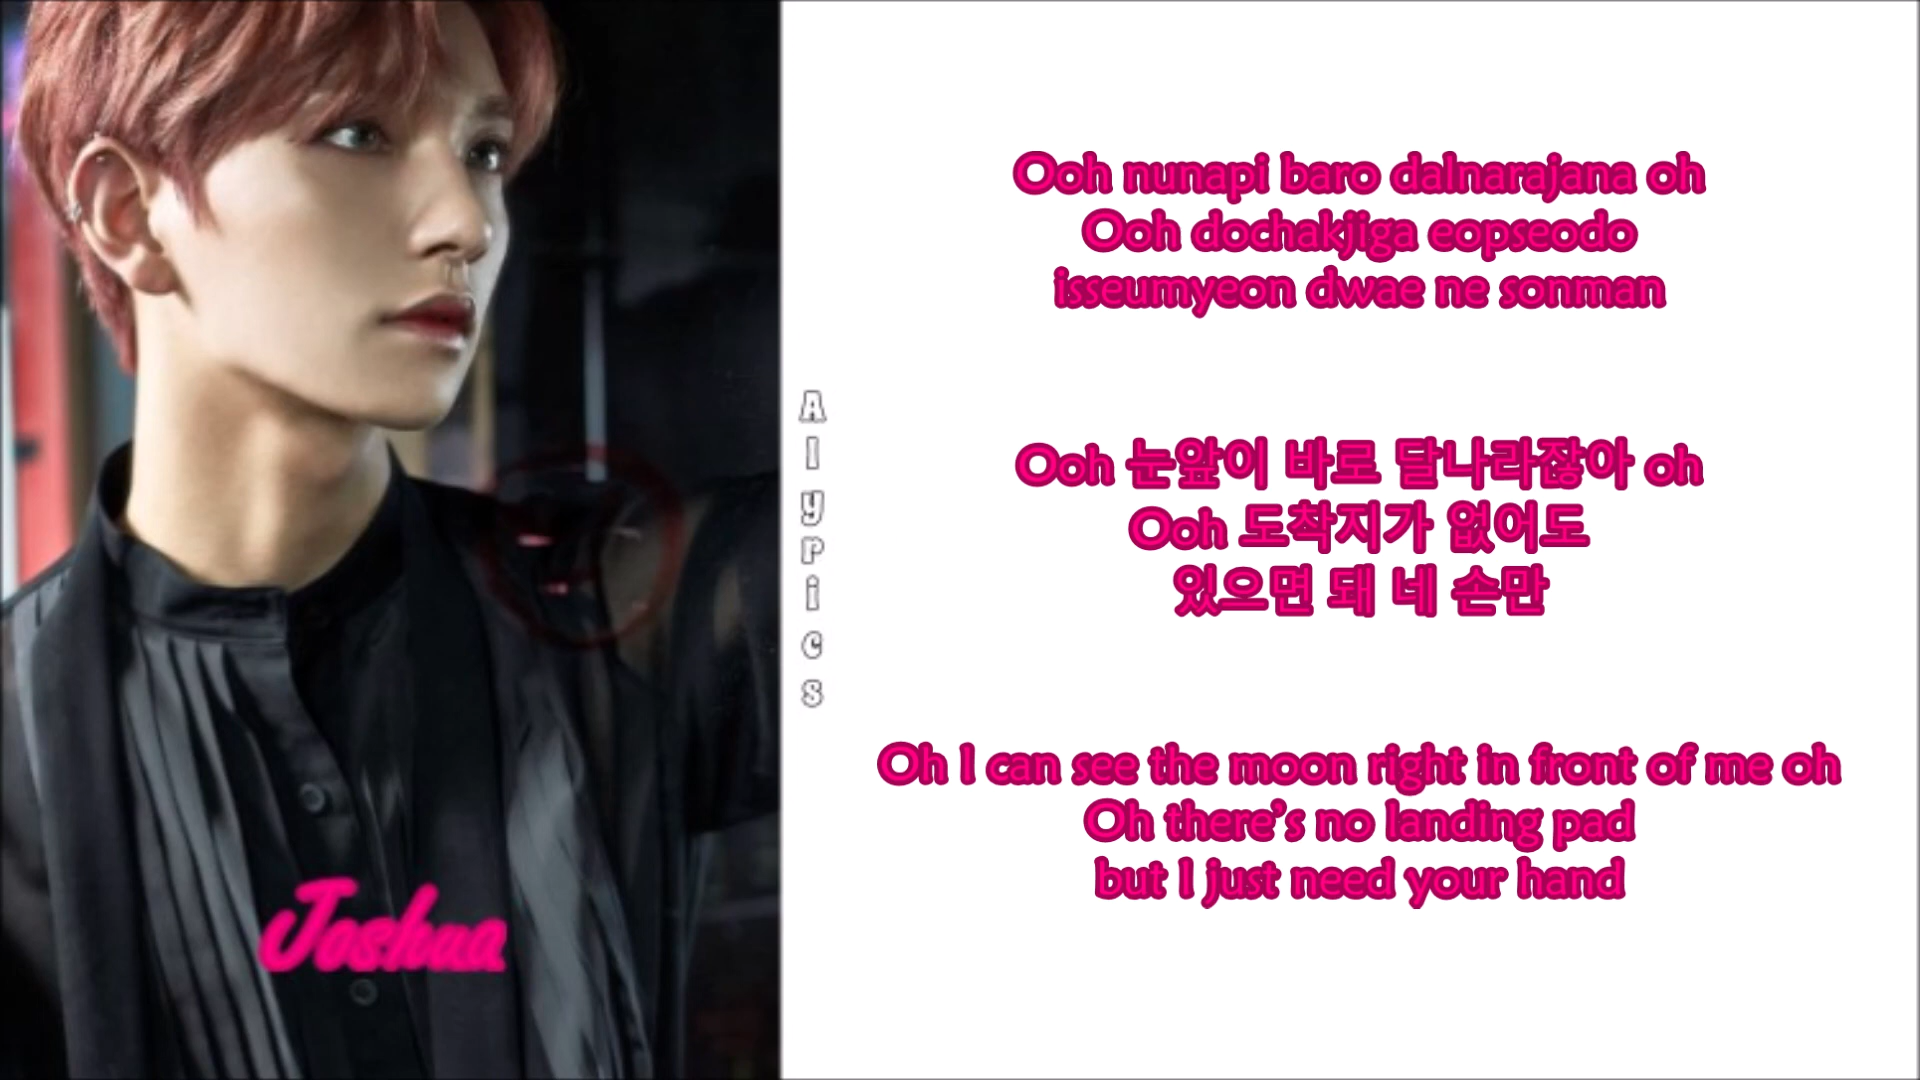 Ooh nunapi baro dalnarajana oh
Ooh dochakjiga eopseodo
isseumyeon dwae ne sonman
Ooh 눈앞이 바로 달나라잖아 oh
Ooh 도착지가 없어도
있으면 돼 네 손만
Oh I can see the moon right in front of me oh
Oh there's no landing pad
but I just need your hand
Alypics
Joshua